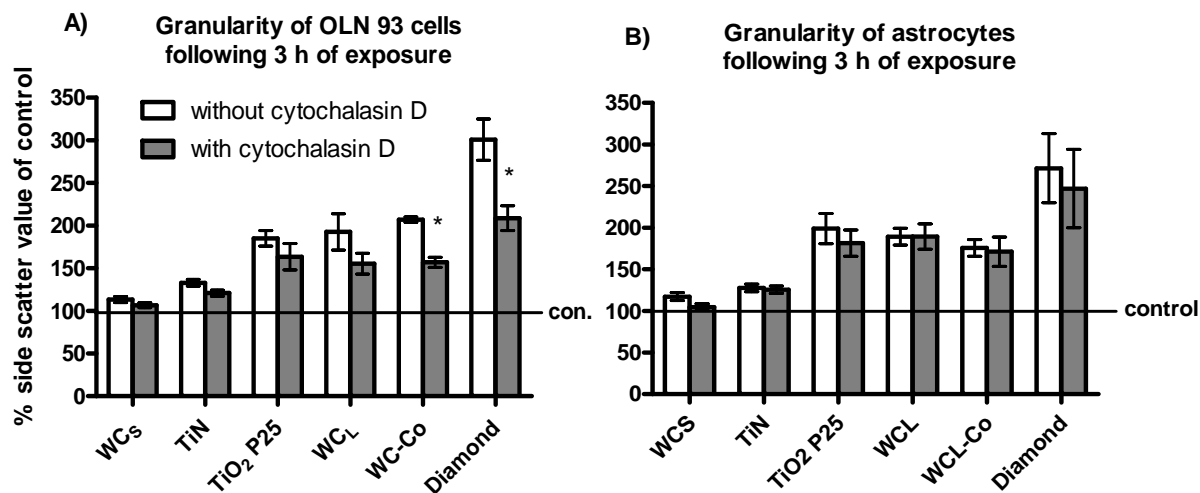 A)
Granularity of OLN 93 cells
following 3 h of exposure
% side scatter value of control
350
300
250
200
150
100
50
0
without cytochalasin D
with cytochalasin D
*
*
con.
WCS
TiN
TiO2 P25
WCL
WC-Co
Diamond
B)
Granularity of astrocytes
following 3 h of exposure
350
300
250
200
150
100
50
0
control
WCS
TiN
TiO2 P25
WCL
WCL-Co
Diamond